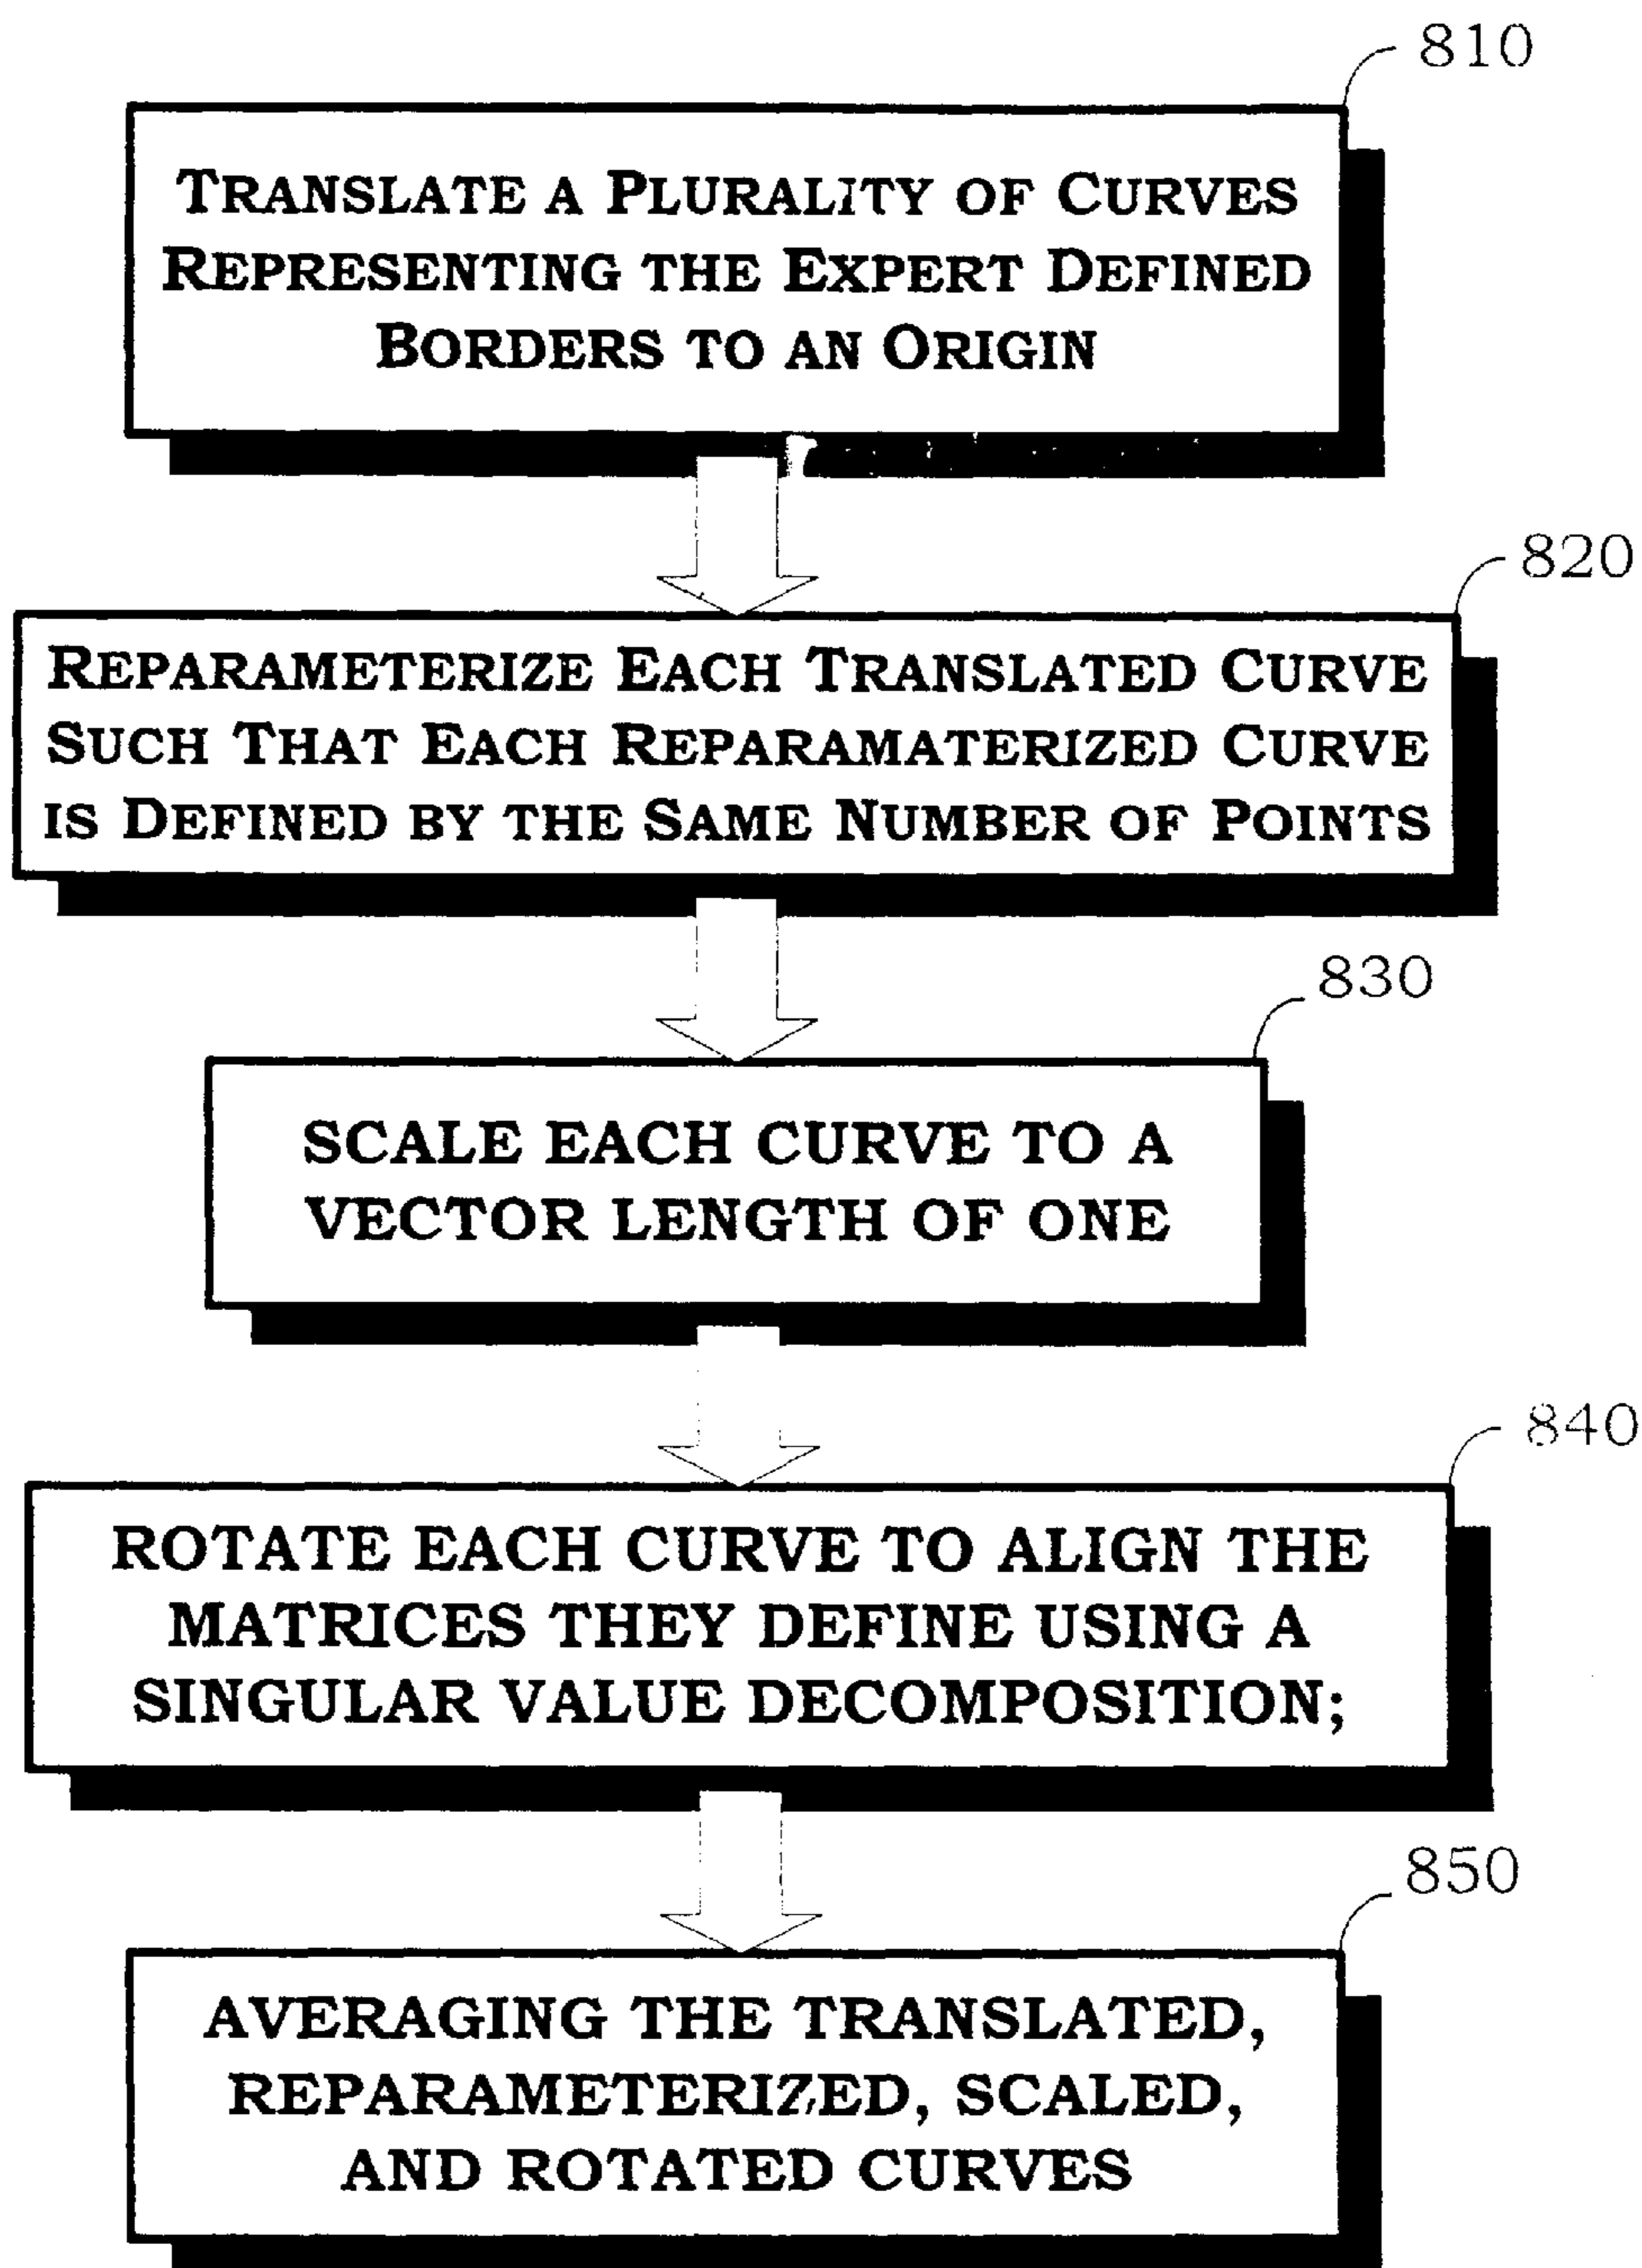 810
TRANSLATE A PLURALITY OF CURVES
REPRESENTING THE EXPERT DEFINED
BORDERS TO AN ORIGIN
820
REPARAMETERIZE EACH TRANSLATED CURVE
SUCH THAT EACH REPARAMATERIZED CURVE
IS DEFINED BY THE SAME NUMBER OF POINTS
830
SCALE EACH CURVE TO A
VECTOR LENGTH OF ONE
840
ROTATE EACH CURVE TO ALIGN THE
MATRICES THEY DEFINE USING A
SINGULAR VALUE DECOMPOSITION;
850
AVERAGING THE TRANSLATED,
REPARAMETERIZED, SCALED,
AND ROTATED CURVES